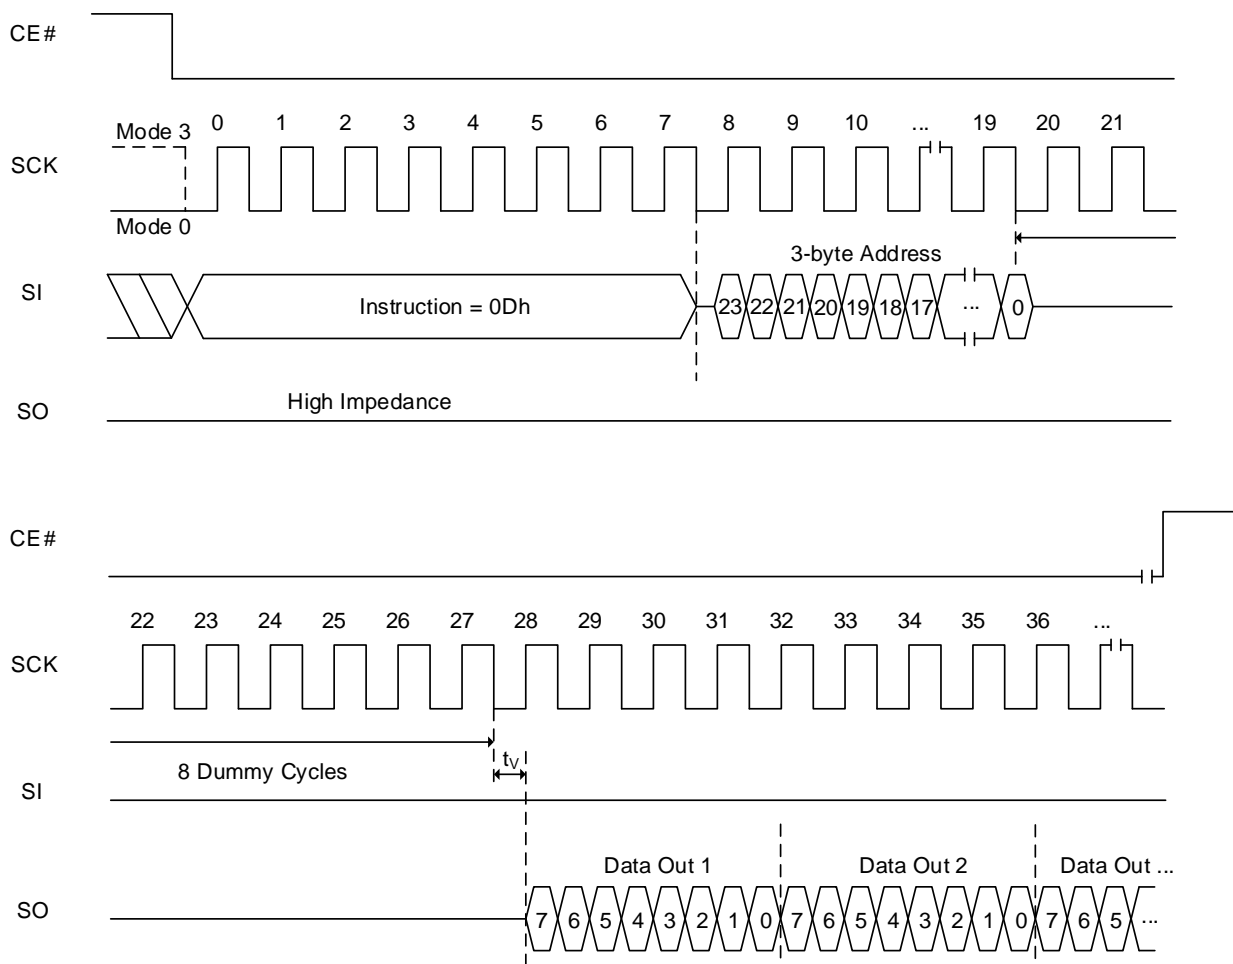 CE#
Mode 3 0 1 2 3 4 5 6 7 8 9 10 ... 19 20 21
SCK
Mode 0
3-byte Address
SI Instruction = 0Dh 23 22 21 20 19 18 17 ... 0
High Impedance
SO
CE#
22 23 24 25 26 27 28 29 30 31 32 33 34 35 36 ...
SCK
8 Dummy Cycles tV
SI
Data Out 1 Data Out 2 Data Out ...
SO 7 6 5 4 3 2 1 0 7 6 5 4 3 2 1 0 7 6 5 ...